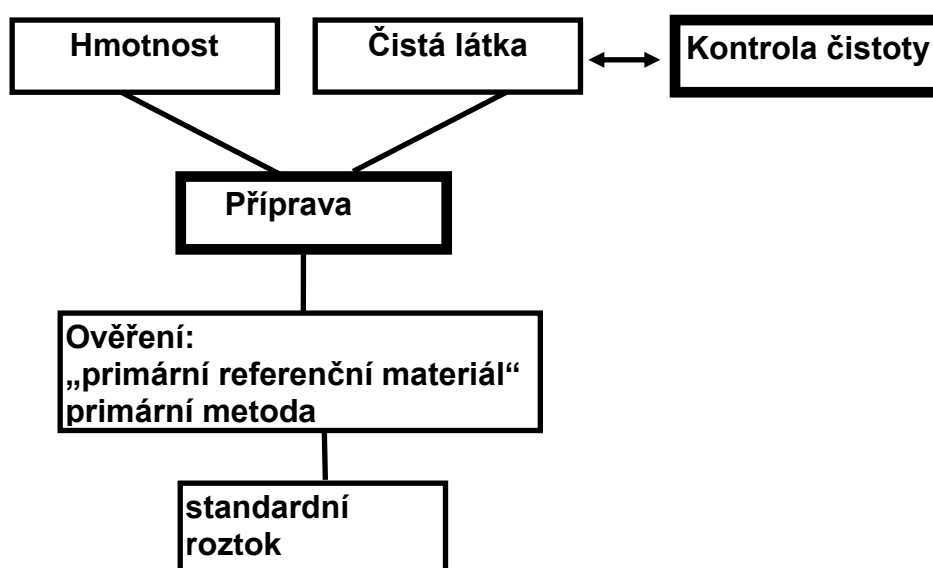 Hmotnost
Čistá látka
Kontrola čistoty
Příprava
Ověření:
„primární referenční materiál“
primární metoda
standardní
roztok